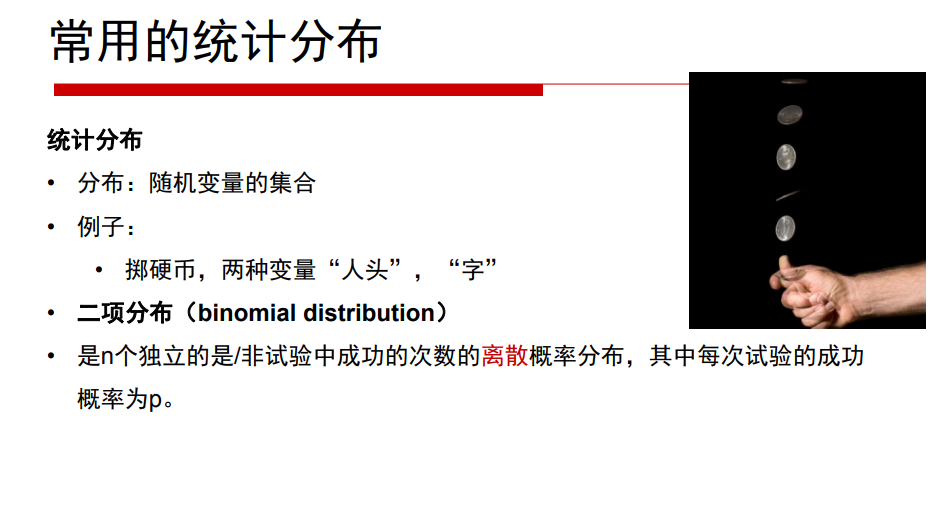 常用的统计分布
统计分布
• 分布：随机变量的集合
• 例子：
• 掷硬币，两种变量“人头”，“字”
• 二项分布（binomial distribution）
• 是n个独立的是/非试验中成功的次数的离散概率分布，其中每次试验的成功
概率为p。